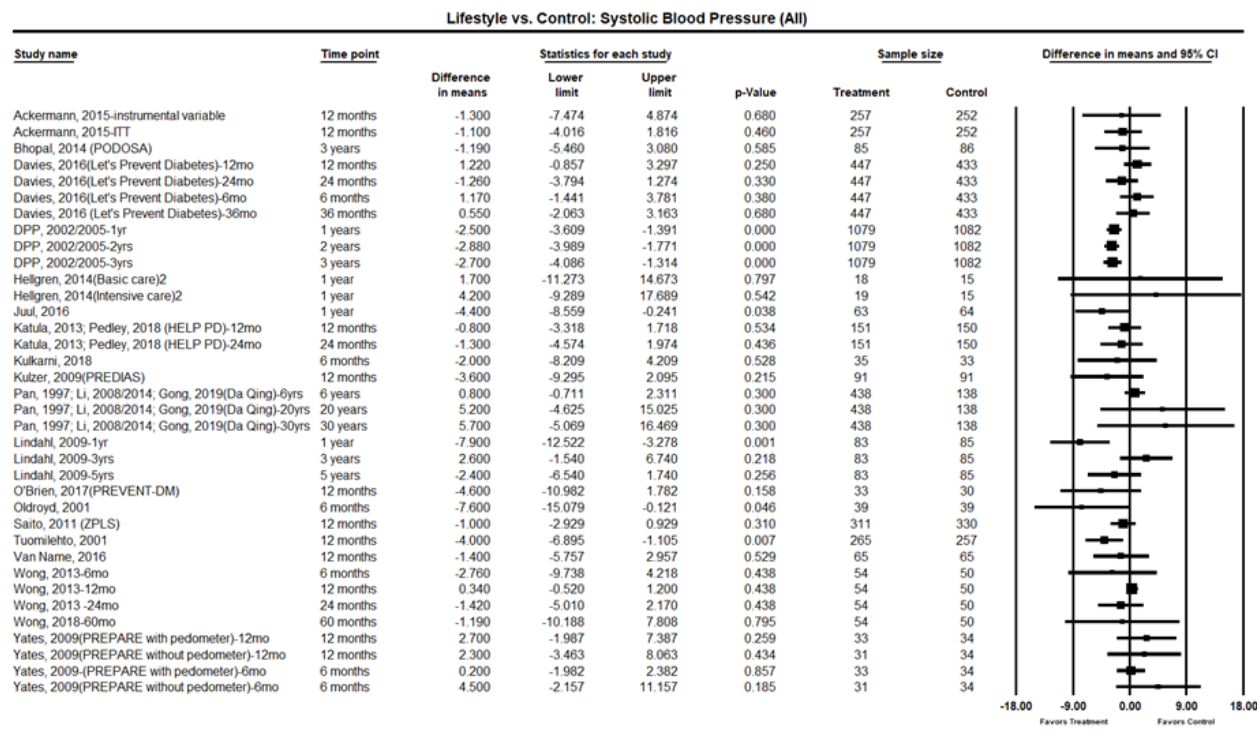 Lifestyle vs. Control: Systolic Blood Pressure (All)
Study name Time point Statistics for each study Sample size Difference in means and 95% CI
Difference in means Lower limit Upper limit p-Value Treatment Control
Ackermann, 2015-instrumental variable 12 months -1.300 -7.474 4.874 0.680 257 252
Ackermann, 2015-ITT 12 months -1.100 -4.016 1.816 0.460 257 252
Bhopal, 2014 (PODOSA) 3 years -1.190 -5.460 3.080 0.585 85 86
Davies, 2016(Let's Prevent Diabetes)-12mo 12 months 1.220 -0.857 3.297 0.250 447 433
Davies, 2016(Let's Prevent Diabetes)-24mo 24 months -1.260 -3.794 1.274 0.330 447 433
Davies, 2016(Let's Prevent Diabetes)-6mo 6 months 1.170 -1.441 3.781 0.380 447 433
Davies, 2016 (Let's Prevent Diabetes)-36mo 36 months 0.550 -2.063 3.163 0.680 447 433
DPP, 2002/2005-1yr 1 years -2.500 -3.609 -1.391 0.000 1079 1082
DPP, 2002/2005-2yrs 2 years -2.880 -3.989 -1.771 0.000 1079 1082
DPP, 2002/2005-3yrs 3 years -2.700 -4.086 -1.314 0.000 1079 1082
Hellgren, 2014(Basic care)2 1 year 1.700 -11.273 14.673 0.797 18 15
Hellgren, 2014(Intensive care)2 1 year 4.200 -9.289 17.689 0.542 19 15
Juul, 2016 1 year -4.400 -8.559 -0.241 0.038 63 64
Katula, 2013; Pedley, 2018 (HELP PD)-12mo 12 months -0.800 -3.318 1.718 0.534 151 150
Katula, 2013; Pedley, 2018 (HELP PD)-24mo 24 months -1.300 -4.574 1.974 0.436 151 150
Kulkarni, 2018 6 months -2.000 -8.209 4.209 0.528 35 33
Kulzer, 2009(PREDIAS) 12 months -3.600 -9.295 2.095 0.215 91 91
Pan, 1997; Li, 2008/2014; Gong, 2019(Da Qing)-6yrs 6 years 0.800 -0.711 2.311 0.300 438 138
Pan, 1997; Li, 2008/2014; Gong, 2019(Da Qing)-20yrs 20 years 5.200 -4.625 15.025 0.300 438 138
Pan, 1997; Li, 2008/2014; Gong, 2019(Da Qing)-30yrs 30 years 5.700 -5.069 16.469 0.300 438 138
Lindahl, 2009-1yr 1 year -7.900 -12.522 -3.278 0.001 83 85
Lindahl, 2009-3yrs 3 years 2.600 -1.540 6.740 0.218 83 85
Lindahl, 2009-5yrs 5 years -2.400 -6.540 1.740 0.256 83 85
O'Brien, 2017(PREVENT-DM) 12 months -4.600 -10.982 1.782 0.158 33 30
Oldroyd, 2001 6 months -7.600 -15.079 -0.121 0.046 39 39
Saito, 2011 (ZPLS) 12 months -1.000 -2.929 0.929 0.310 311 330
Tuomilehto, 2001 12 months -4.000 -6.895 -1.105 0.007 265 257
Van Name, 2016 12 months -1.400 -5.757 2.957 0.529 65 65
Wong, 2013-6mo 6 months -2.760 -9.738 4.218 0.438 54 50
Wong, 2013-12mo 12 months 0.340 -0.520 1.200 0.438 54 50
Wong, 2013 -24mo 24 months -1.420 -5.010 2.170 0.438 54 50
Wong, 2018-60mo 60 months -1.190 -10.188 7.808 0.795 54 50
Yates, 2009(PREPARE with pedometer)-12mo 12 months 2.700 -1.987 7.387 0.259 33 34
Yates, 2009(PREPARE without pedometer)-12mo 12 months 2.300 -3.463 8.063 0.434 31 34
Yates, 2009-(PREPARE with pedometer)-6mo 6 months 0.200 -1.982 2.382 0.857 33 34
Yates, 2009(PREPARE without pedometer)-6mo 6 months 4.500 -2.157 11.157 0.185 31 34
-18.00 -9.00 0.00 9.00 18.00
Favors Treatment Favors Control